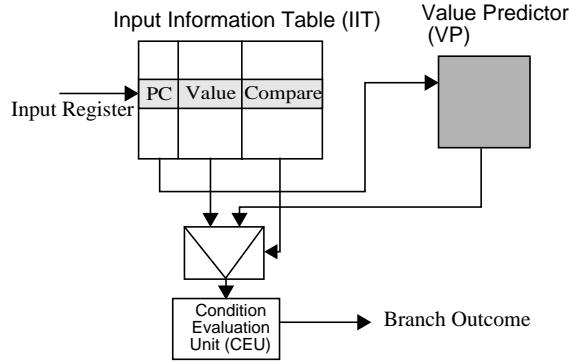 Input Information Table (IIT)
Value Predictor
(VP)
Input Register
PC Value Compare
Condition
Evaluation
Unit (CEU)
Branch Outcome